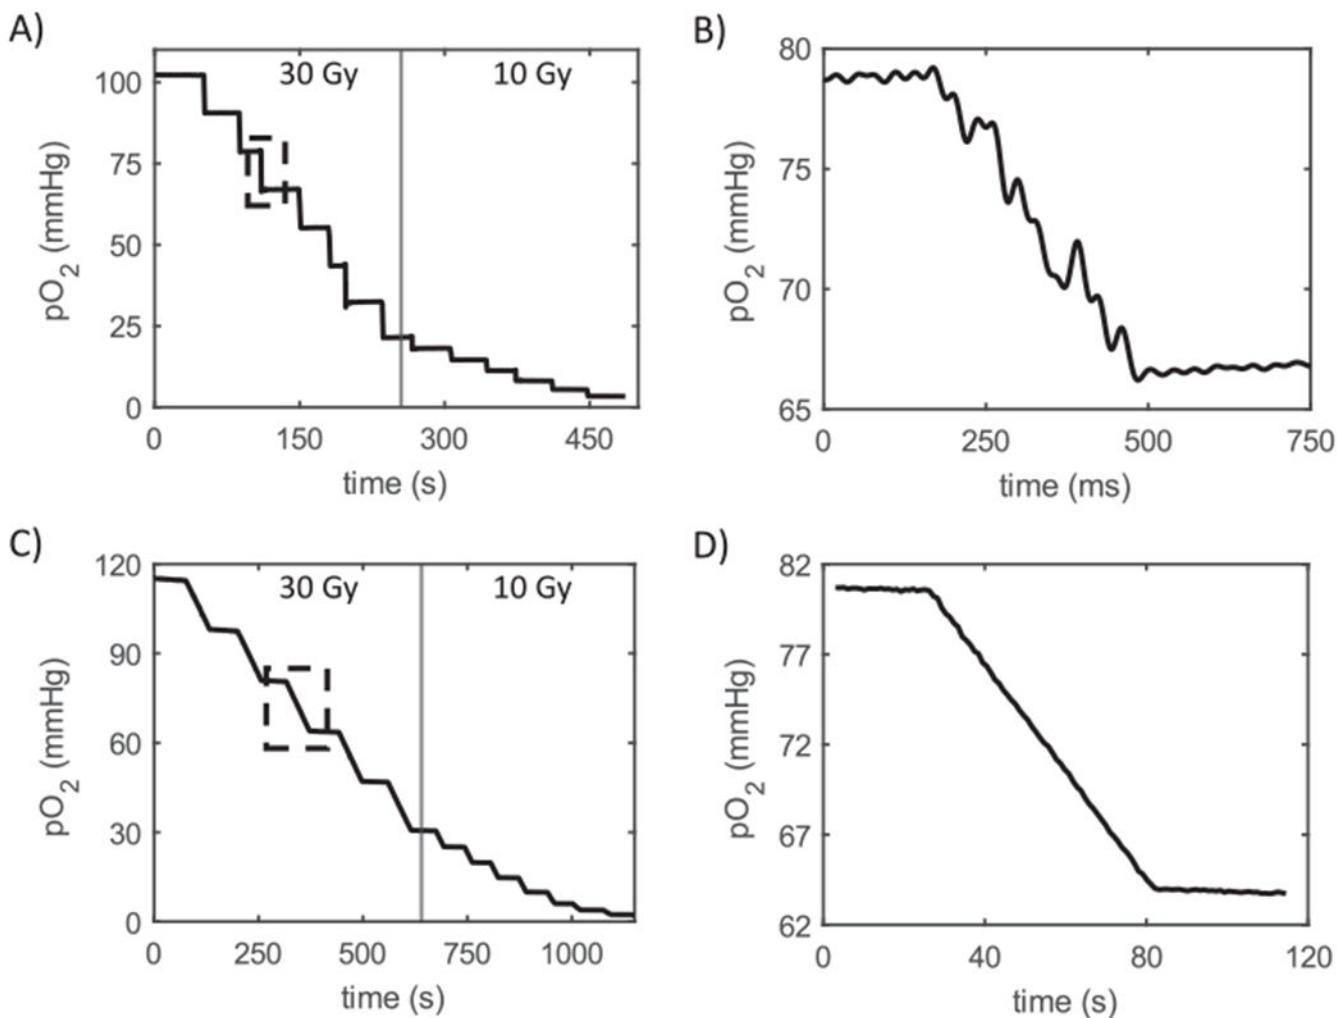 A)
30 Gy
10 Gy
100
75
50
25
0
pO2 (mmHg)
0 150 300 450
time (s)
B)
80
75
70
65
pO2 (mmHg)
0 250 500 750
time (ms)
C)
30 Gy
10 Gy
120
90
60
30
0
pO2 (mmHg)
0 250 500 750 1000
time (s)
D)
82
77
72
67
62
pO2 (mmHg)
0 40 80 120
time (s)